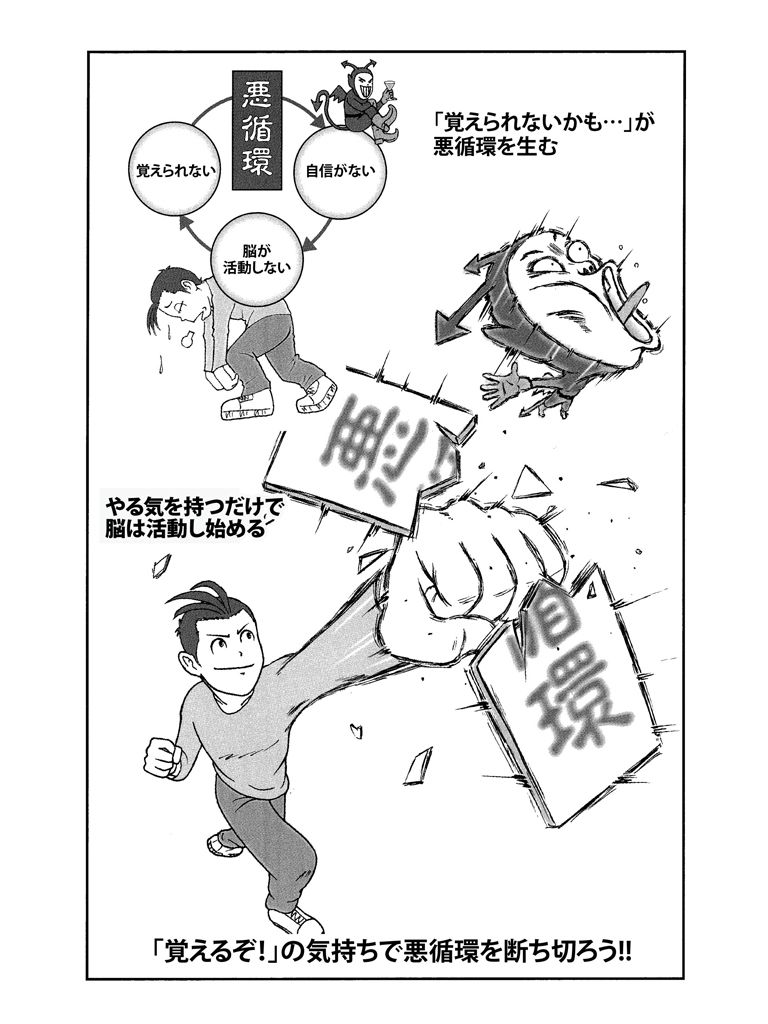 悪循環
覚えられない
自信がない
脳が
活動しない
「覚えられないかも…」が
悪循環を生む
悪循
やる気を持つだけで
脳は活動し始める
循
環
「覚えるぞ！」の気持ちで悪循環を断ち切ろう!!